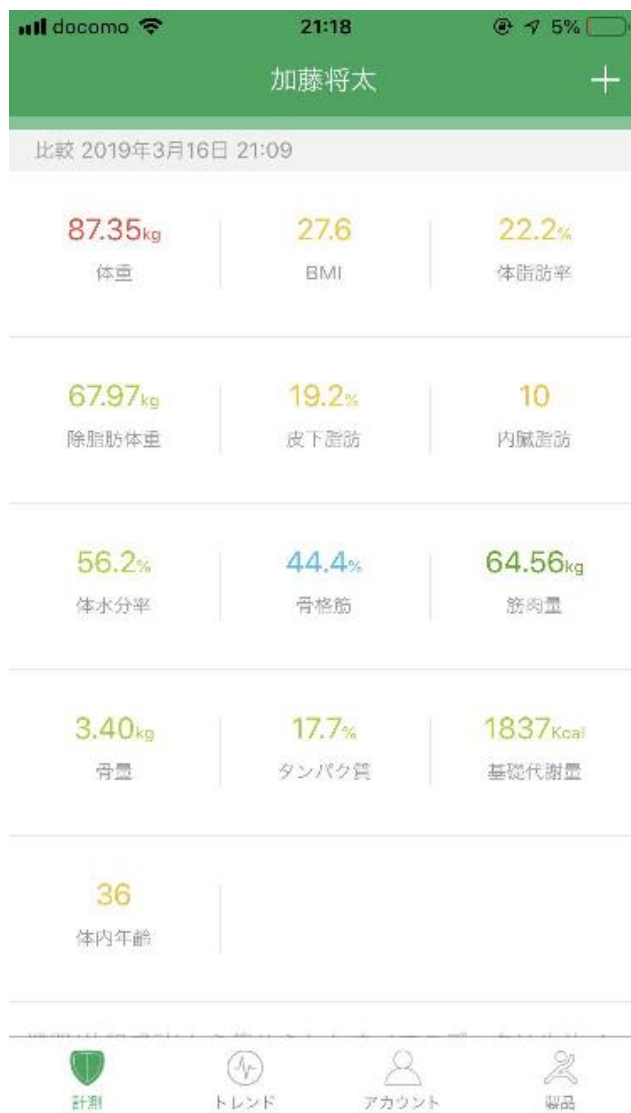 docomo 21:18 5%
加藤将太 +
比較 2019年3月16日 21:09
87.35kg 27.6 22.2%
体重 BMI 体脂肪率
67.97kg 19.2% 10
除脂肪体重 皮下脂肪 内臓脂肪
56.2% 44.4% 64.56kg
体水分率 骨格筋 筋肉量
3.40kg 17.7% 1837Kcal
骨量 タンパク質 基礎代謝量
36
体内年齢
計測 トレンド アカウント 製品